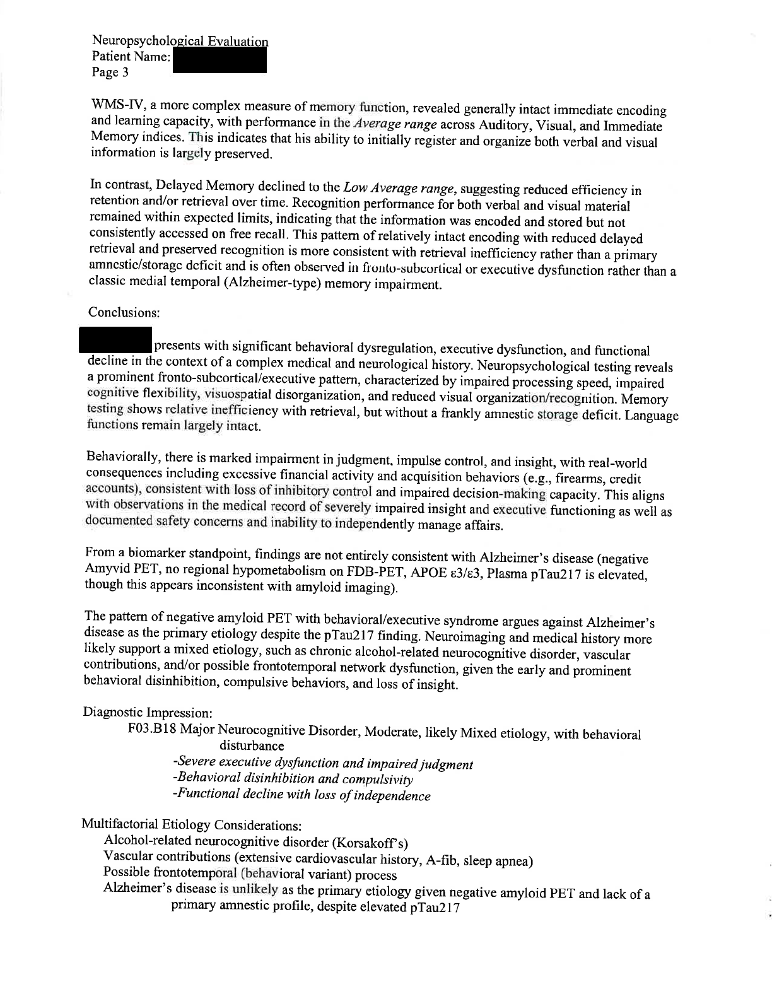 Neuropsychological Evaluation
Patient Name:
Page 3
WMS-IV, a more complex measure of memory function, revealed generally intact immediate encoding
and learning capacity, with performance in the Average range across Auditory, Visual, and Immediate
Memory indices. This indicates that his ability to initially register and organize both verbal and visual
information is largely preserved.
In contrast, Delayed Memory declined to the Low Average range, suggesting reduced efficiency in
retention and/or retrieval over time. Recognition performance for both verbal and visual material
remained within expected limits, indicating that the information was encoded and stored but not
consistently accessed on free recall. This pattern of relatively intact encoding with reduced delayed
retrieval and preserved recognition is more consistent with retrieval inefficiency rather than a primary
amnestic/storage deficit and is often observed in fronto-subcortical or executive dysfunction rather than a
classic medial temporal (Alzheimer-type) memory impairment.
Conclusions:
presents with significant behavioral dysregulation, executive dysfunction, and functional
decline in the context of a complex medical and neurological history. Neuropsychological testing reveals
a prominent fronto-subcortical/executive pattern, characterized by impaired processing speed, impaired
cognitive flexibility, visuospatial disorganization, and reduced visual organization/recognition. Memory
testing shows relative inefficiency with retrieval, but without a frankly amnestic storage deficit. Language
functions remain largely intact.
Behaviorally, there is marked impairment in judgment, impulse control, and insight, with real-world
consequences including excessive financial activity and acquisition behaviors (e.g., firearms, credit
accounts), consistent with loss of inhibitory control and impaired decision-making capacity. This aligns
with observations in the medical record of severely impaired insight and executive functioning as well as
documented safety concerns and inability to independently manage affairs.
From a biomarker standpoint, findings are not entirely consistent with Alzheimer's disease (negative
Amyvid PET, no regional hypometabolism on FDB-PET, APOE ε3/ε3, Plasma pTau217 is elevated,
though this appears inconsistent with amyloid imaging).
The pattern of negative amyloid PET with behavioral/executive syndrome argues against Alzheimer's
disease as the primary etiology despite the pTau217 finding. Neuroimaging and medical history more
likely support a mixed etiology, such as chronic alcohol-related neurocognitive disorder, vascular
contributions, and/or possible frontotemporal network dysfunction, given the early and prominent
behavioral disinhibition, compulsive behaviors, and loss of insight.
Diagnostic Impression:
F03.B18 Major Neurocognitive Disorder, Moderate, likely Mixed etiology, with behavioral
disturbance
-Severe executive dysfunction and impaired judgment
-Behavioral disinhibition and compulsivity
-Functional decline with loss of independence
Multifactorial Etiology Considerations:
Alcohol-related neurocognitive disorder (Korsakoff's)
Vascular contributions (extensive cardiovascular history, A-fib, sleep apnea)
Possible frontotemporal (behavioral variant) process
Alzheimer's disease is unlikely as the primary etiology given negative amyloid PET and lack of a
primary amnestic profile, despite elevated pTau217